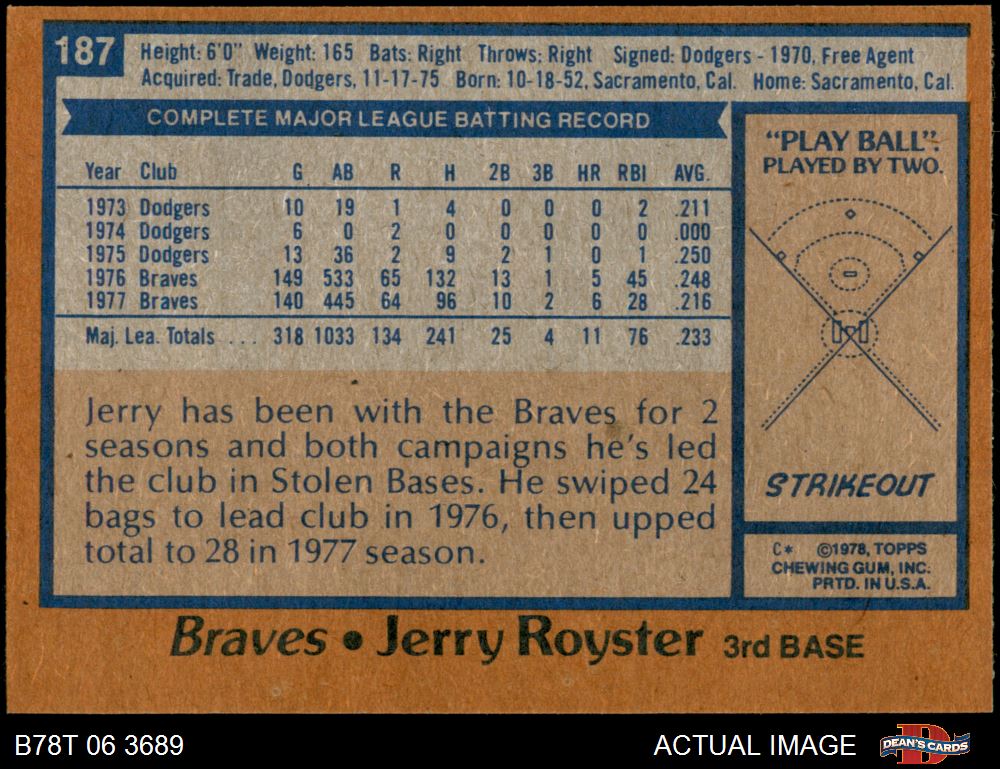 187
Height: 6'0" Weight: 165 Bats: Right Throws: Right Signed: Dodgers - 1970, Free Agent
Acquired: Trade, Dodgers, 11-17-75 Born: 10-18-52, Sacramento, Cal. Home: Sacramento, Cal.
COMPLETE MAJOR LEAGUE BATTING RECORD
Year Club G AB R H 2B 3B HR RBI AVG.
1973 Dodgers 10 19 1 4 0 0 0 2 .211
1974 Dodgers 6 0 2 0 0 0 0 0 .000
1975 Dodgers 13 36 2 9 2 1 0 1 .250
1976 Braves 149 533 65 132 13 1 5 45 .248
1977 Braves 140 445 64 96 10 2 6 28 .216
Maj. Lea. Totals ... 318 1033 134 241 25 4 11 76 .233
Jerry has been with the Braves for 2
seasons and both campaigns he's led
the club in Stolen Bases. He swiped 24
bags to lead club in 1976, then upped
total to 28 in 1977 season.
"PLAY BALL".
PLAYED BY TWO.
STRIKEOUT
C* ©1978, TOPPS
CHEWING GUM, INC.
PRTD. IN U.S.A.
Braves • Jerry Royster 3rd BASE
B78T 06 3689
ACTUAL IMAGE
D
DEAN'S CARDS